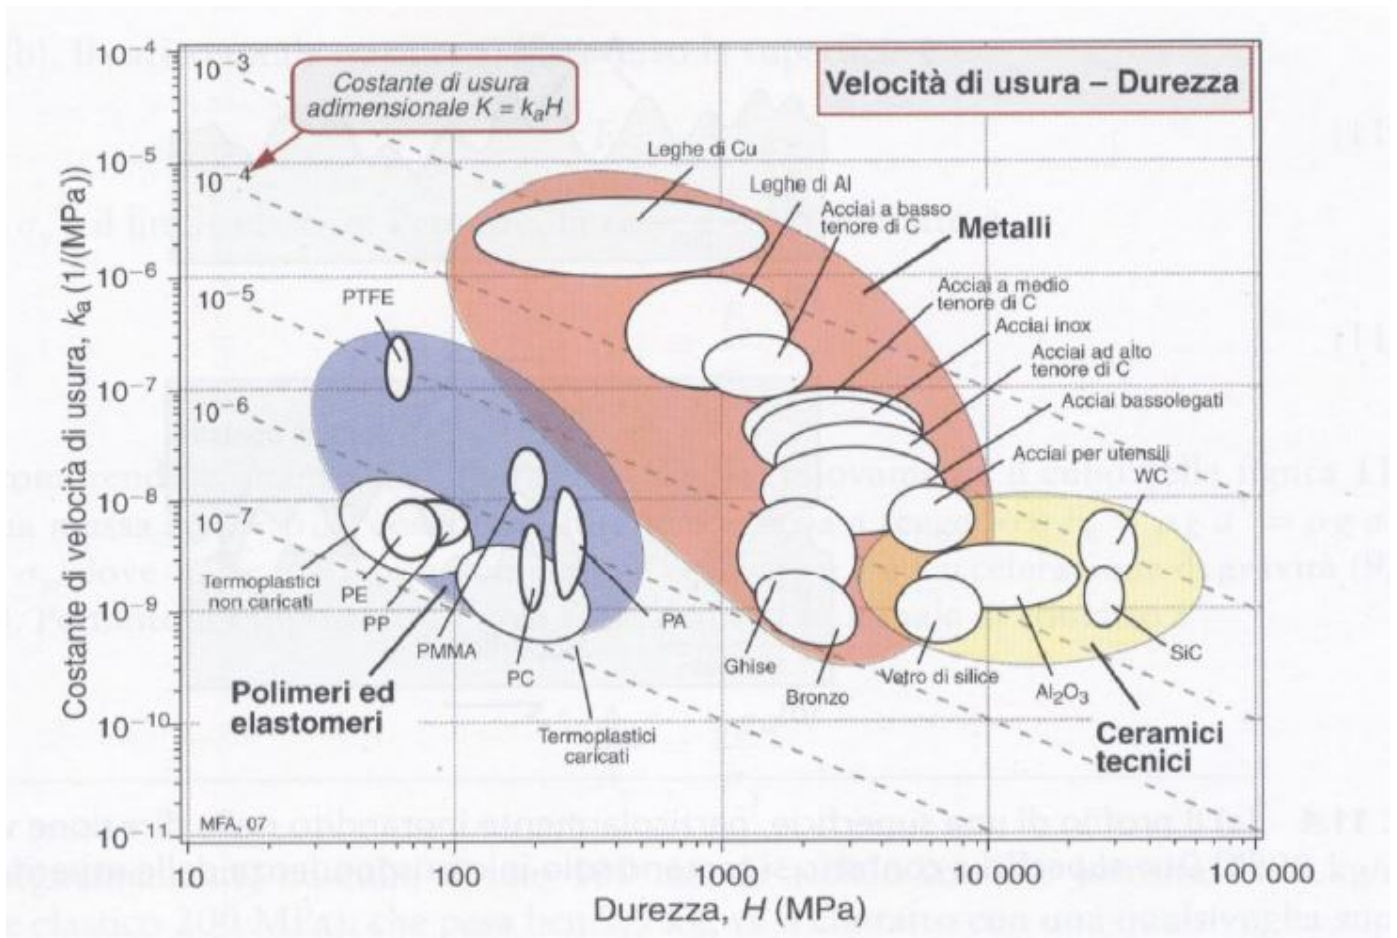 10⁻⁴
10⁻⁵
10⁻⁶
10⁻⁷
10⁻⁸
10⁻⁹
10⁻¹⁰
10⁻¹¹
Costante di velocità di usura, kₐ (1/(MPa))
10⁻³
10⁻⁴
10⁻⁵
10⁻⁶
10⁻⁷
Costante di usura
adimensionale K = kₐH
Velocità di usura – Durezza
Leghe di Cu
Leghe di Al
Acciai a basso
tenore di C
Metalli
Acciai a medio
tenore di C
Acciai inox
Acciai ad alto
tenore di C
Acciai bassolegati
Acciai per utensili
WC
PTFE
Termoplastici
non caricati
PE
PP
PMMA
PC
PA
Polimeri ed
elastomeri
Termoplastici
caricati
Ghise
Bronzo
Vetro di silice
Al₂O₃
SiC
Ceramici
tecnici
MFA, 07
10
100
1000
10 000
100 000
Durezza, H (MPa)